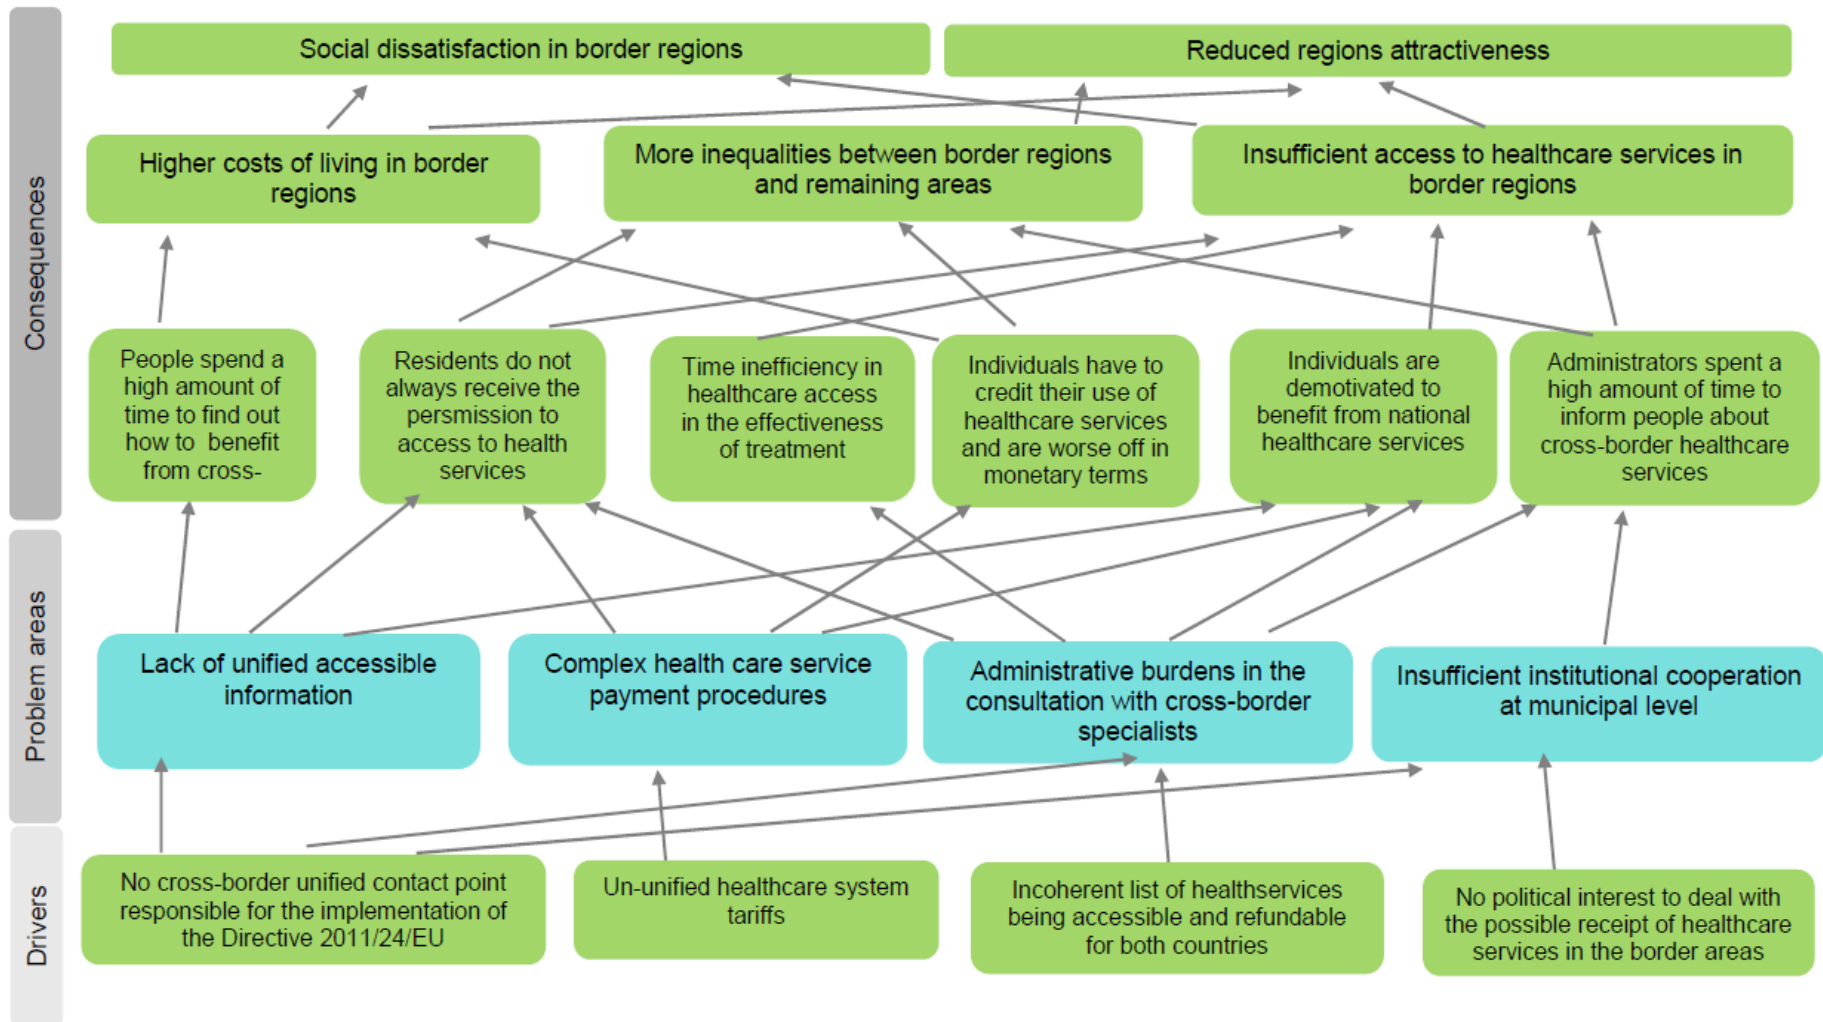 Consequences
Social dissatisfaction in border regions
Reduced regions attractiveness
Higher costs of living in border
regions
More inequalities between border regions
and remaining areas
Insufficient access to healthcare services in
border regions
People spend a
high amount of
time to find out
how to benefit
from cross-
Residents do not
always receive the
persmission to
access to health
services
Time inefficiency in
healthcare access
in the effectiveness
of treatment
Individuals have to
credit their use of
healthcare services
and are worse off in
monetary terms
Individuals are
demotivated to
benefit from national
healthcare services
Administrators spent a
high amount of time to
inform people about
cross-border healthcare
services
Problem areas
Lack of unified accessible
information
Complex health care service
payment procedures
Administrative burdens in the
consultation with cross-border
specialists
Insufficient institutional cooperation
at municipal level
Drivers
No cross-border unified contact point
responsible for the implementation of
the Directive 2011/24/EU
Un-unified healthcare system
tariffs
Incoherent list of healthservices
being accessible and refundable
for both countries
No political interest to deal with
the possible receipt of healthcare
services in the border areas